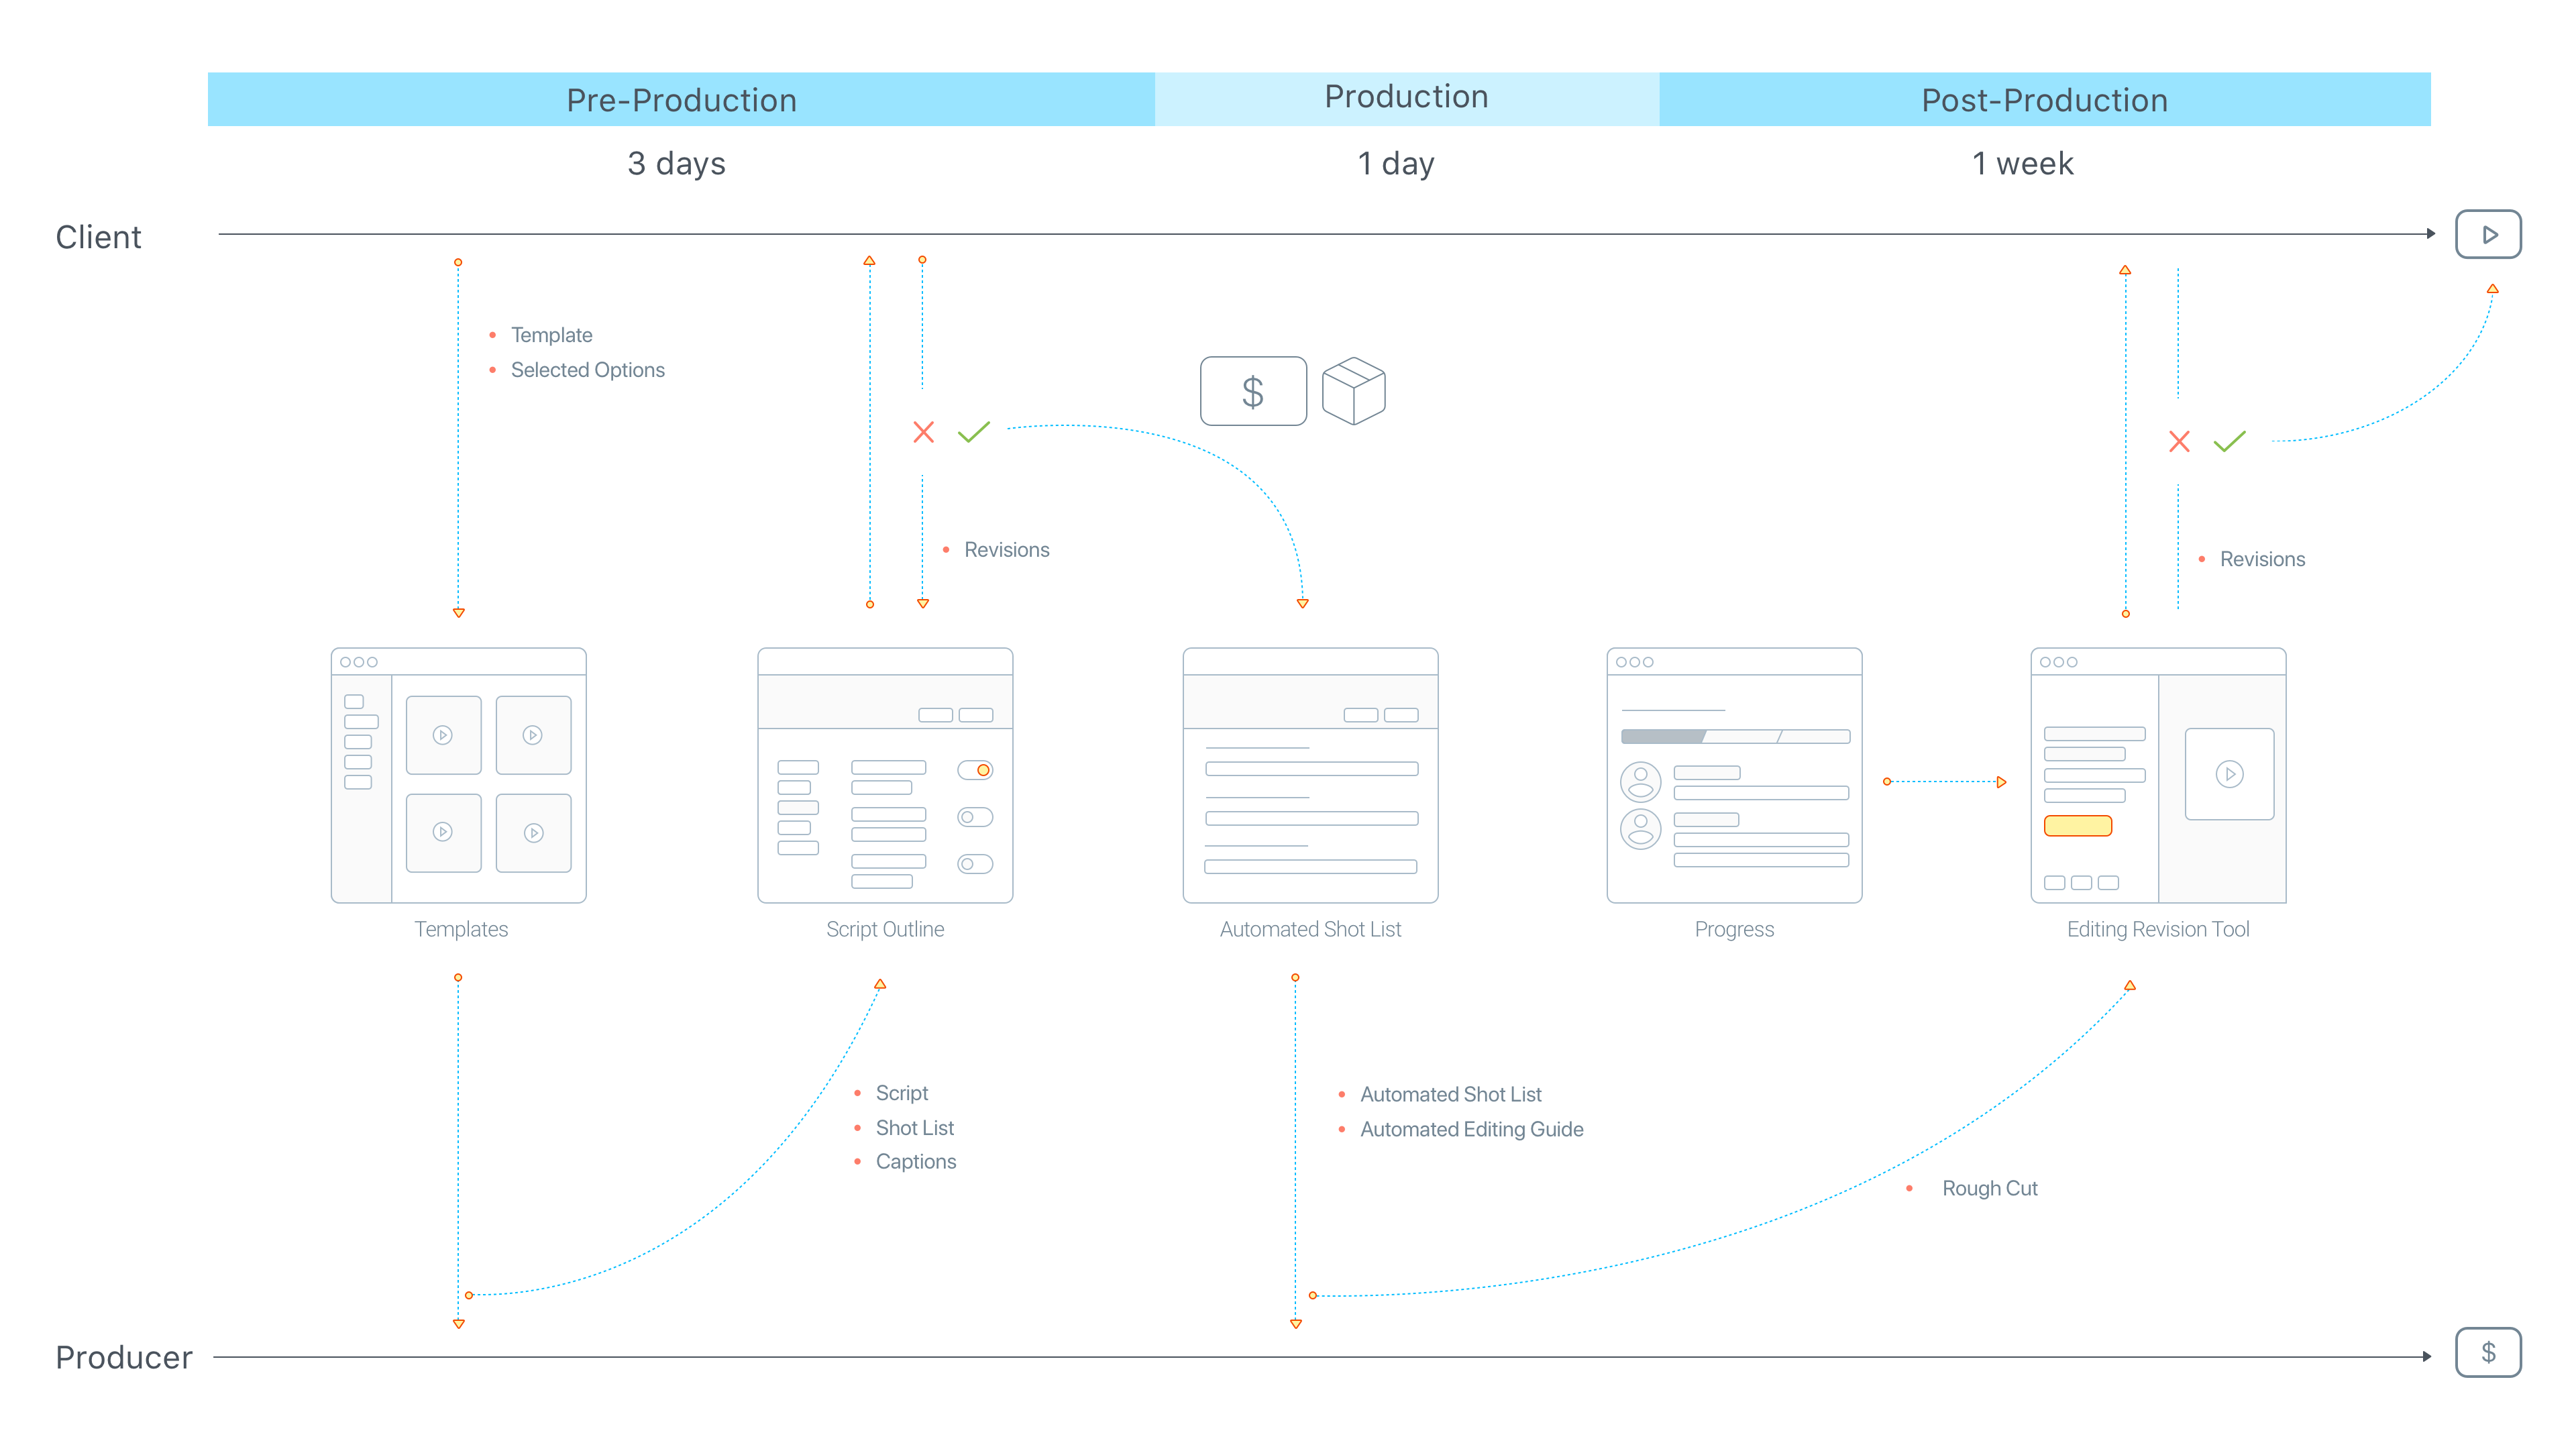 Pre-Production
Production
Post-Production
3 days
1 day
1 week
Client
• Template
• Selected Options
$
• Revisions
• Revisions
Templates
Script Outline
Automated Shot List
Progress
Editing Revision Tool
• Script
• Shot List
• Captions
• Automated Shot List
• Automated Editing Guide
• Rough Cut
Producer
$